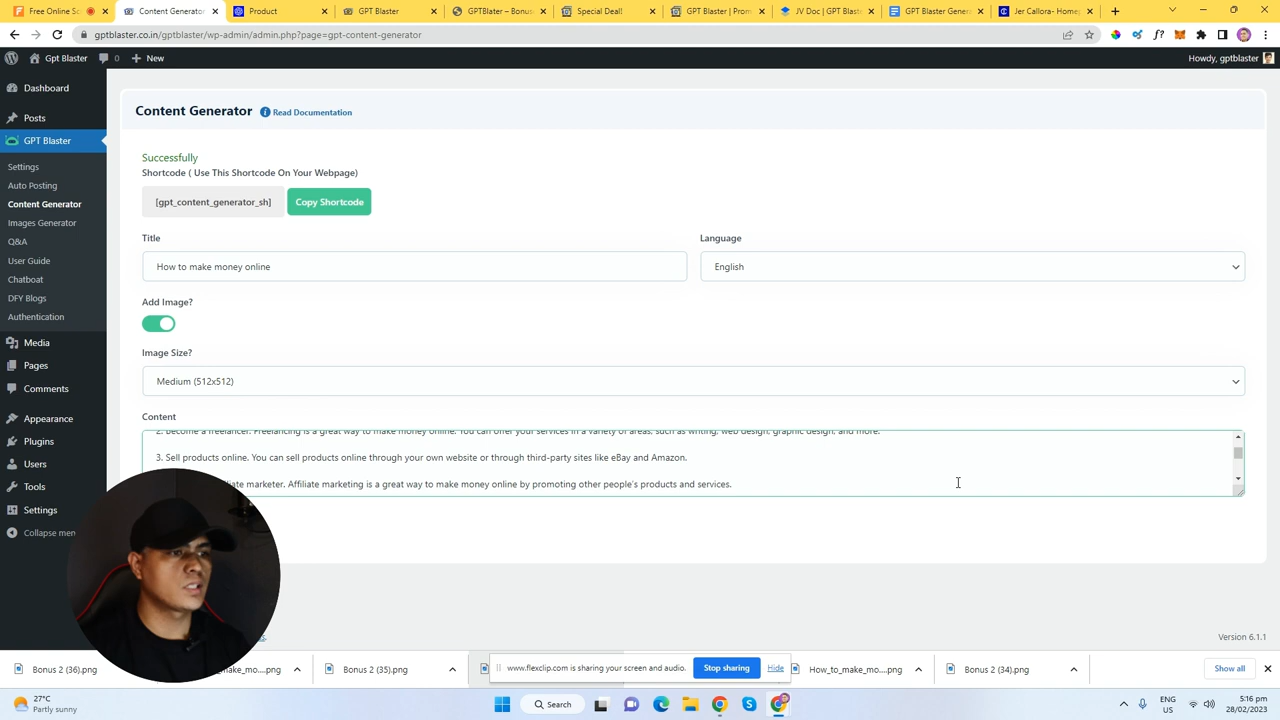 Free Online Sc
Content Generator
Product
GPT Blaster
GPTBlater – Bonus
Special Deal!
GPT Blaster | Prom
JV Doc | GPT Blast
GPT Blaster Gener
Jer Callora- Home
gptblaster.co.in/gptblaster/wp-admin/admin.php?page=gpt-content-generator
Gpt Blaster
0
New
Howdy, gptblaster
Dashboard
Posts
GPT Blaster
Settings
Auto Posting
Content Generator
Images Generator
Q&A
User Guide
Chatboat
DFY Blogs
Authentication
Media
Pages
Comments
Appearance
Plugins
Users
Tools
Settings
Collapse men
Content Generator
Read Documentation
Successfully
Shortcode ( Use This Shortcode On Your Webpage)
[gpt_content_generator_sh]
Copy Shortcode
Title
Language
How to make money online
English
Add Image?
Image Size?
Medium (512x512)
Content
2. Become a freelancer. Freelancing is a great way to make money online. You can offer your services in a variety of areas, such as writing, web design, graphic design, and more.
3. Sell products online. You can sell products online through your own website or through third-party sites like eBay and Amazon.
marketer. Affiliate marketing is a great way to make money online by promoting other people's products and services.
Version 6.1.1
Bonus 2 (36).png
Bonus 2 (35).png
www.flexclip.com is sharing your screen and audio.
Stop sharing
Hide
How_to_make_mo....png
Bonus 2 (34).png
Show all
27°C
Partly sunny
Search
ENG
US
5:16 pm
28/02/2023